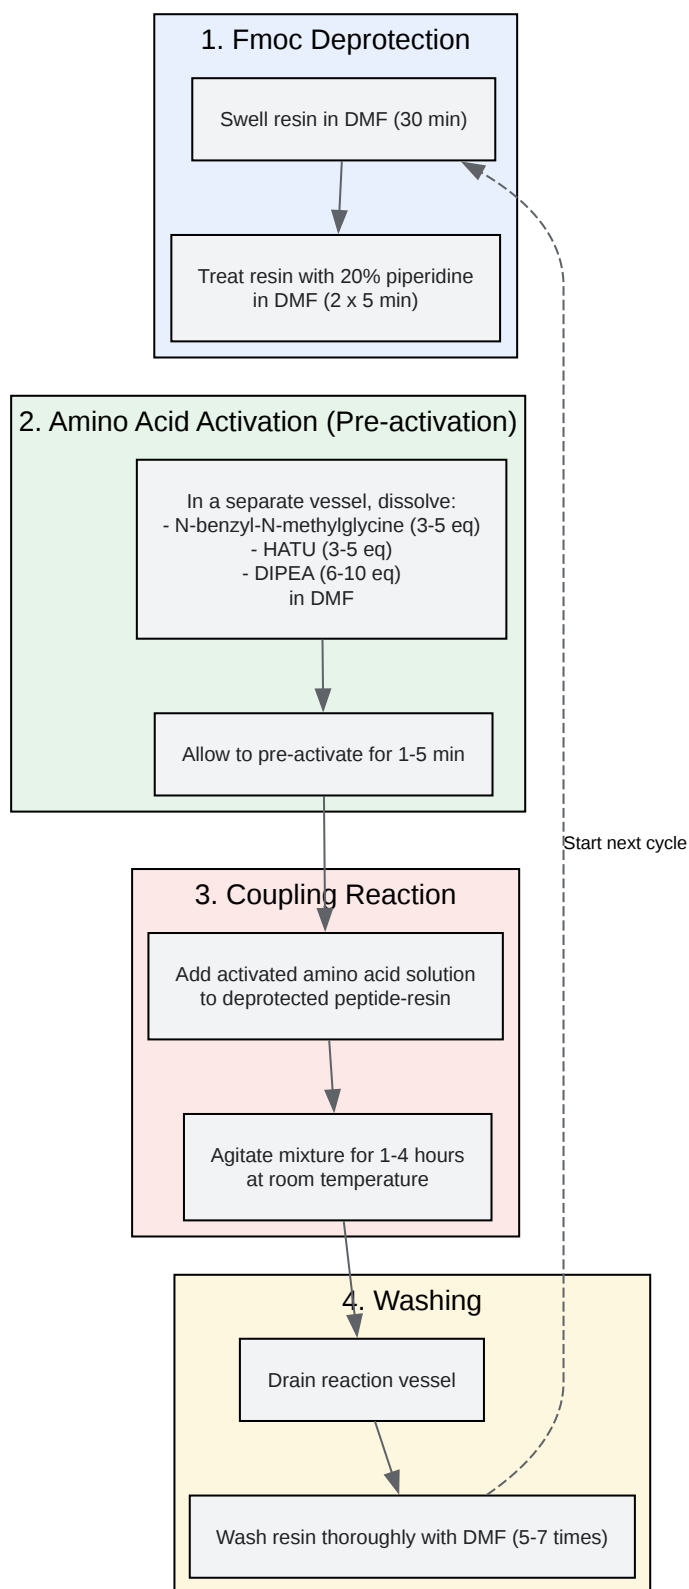 1. Fmoc Deprotection
Swell resin in DMF (30 min)
Treat resin with 20% piperidine
in DMF (2 x 5 min)
2. Amino Acid Activation (Pre-activation)
In a separate vessel, dissolve:
- N-benzyl-N-methylglycine (3-5 eq)
- HATU (3-5 eq)
- DIPEA (6-10 eq)
in DMF
Allow to pre-activate for 1-5 min
Start next cycle
3. Coupling Reaction
Add activated amino acid solution
to deprotected peptide-resin
Agitate mixture for 1-4 hours
at room temperature
4. Washing
Drain reaction vessel
Wash resin thoroughly with DMF (5-7 times)